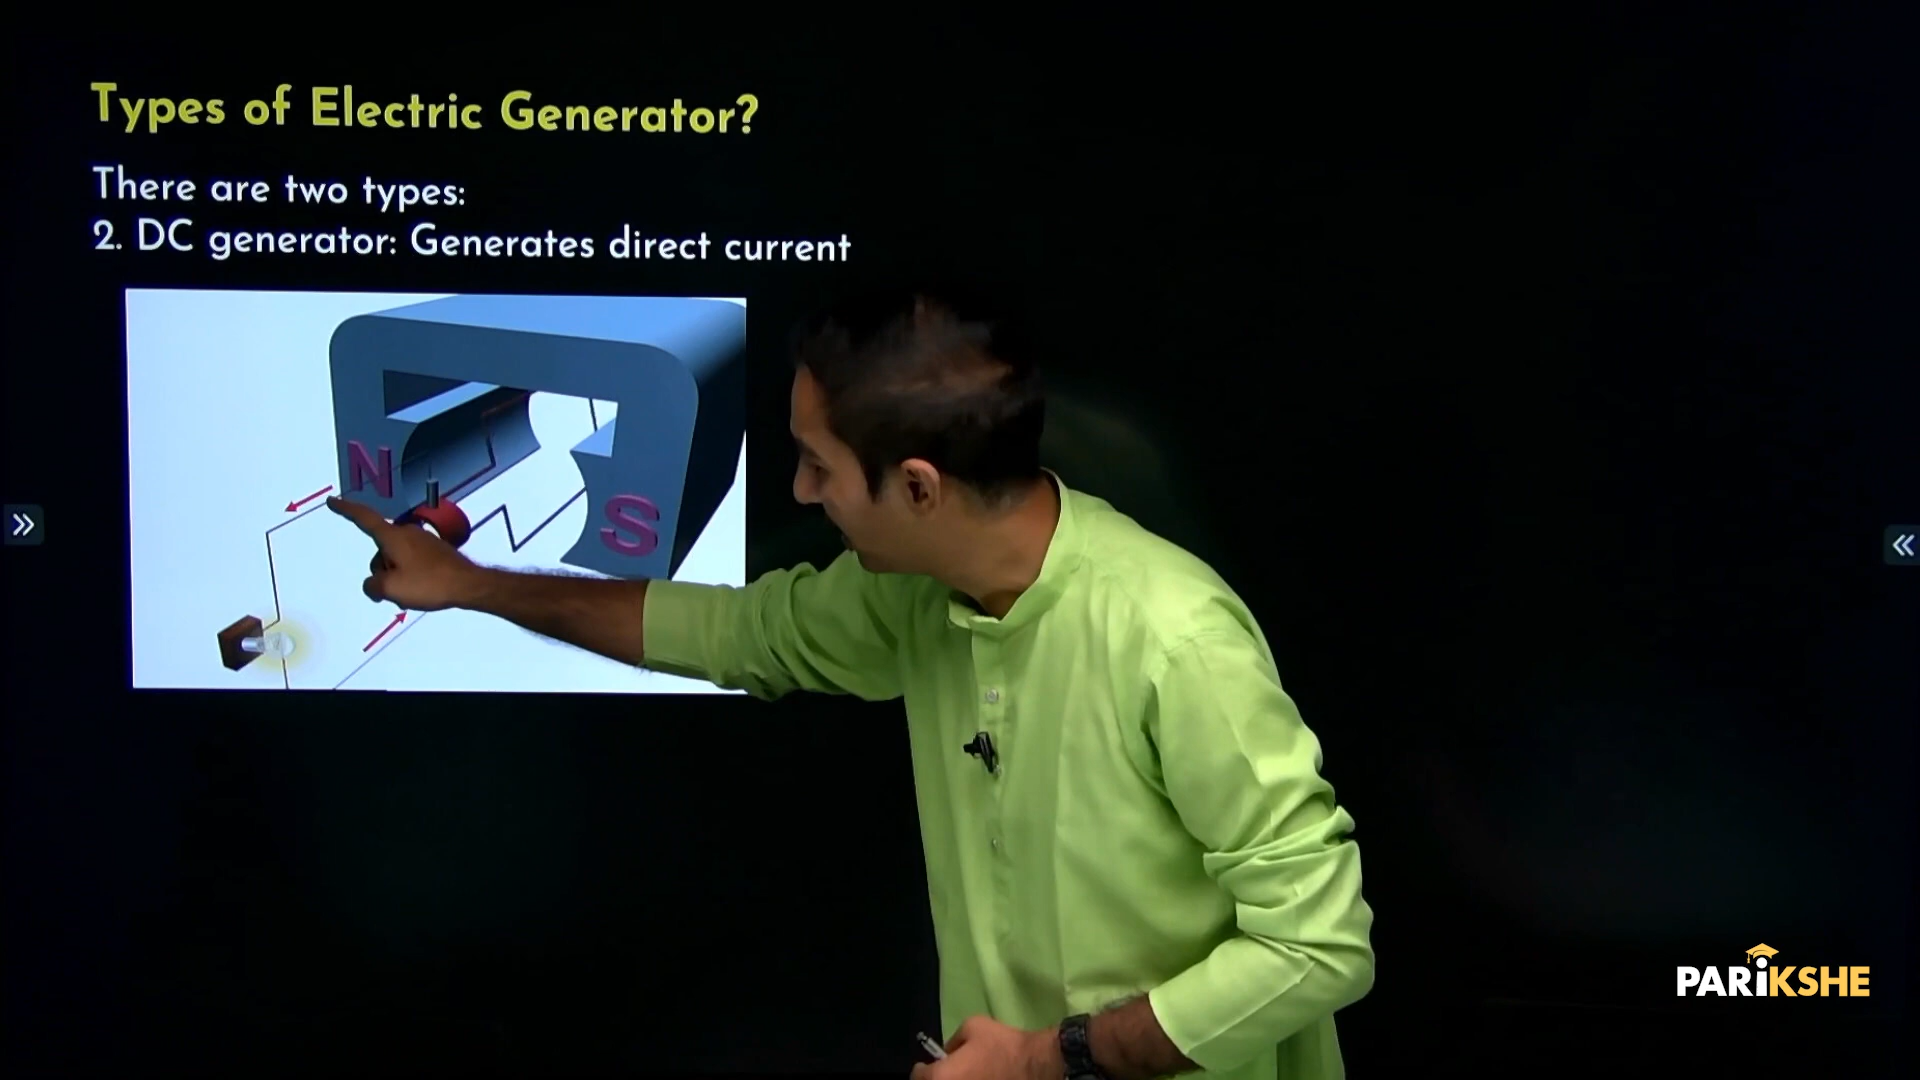 Types of Electric Generator?
There are two types:
2. DC generator: Generates direct current
N
S
PARiKSHE